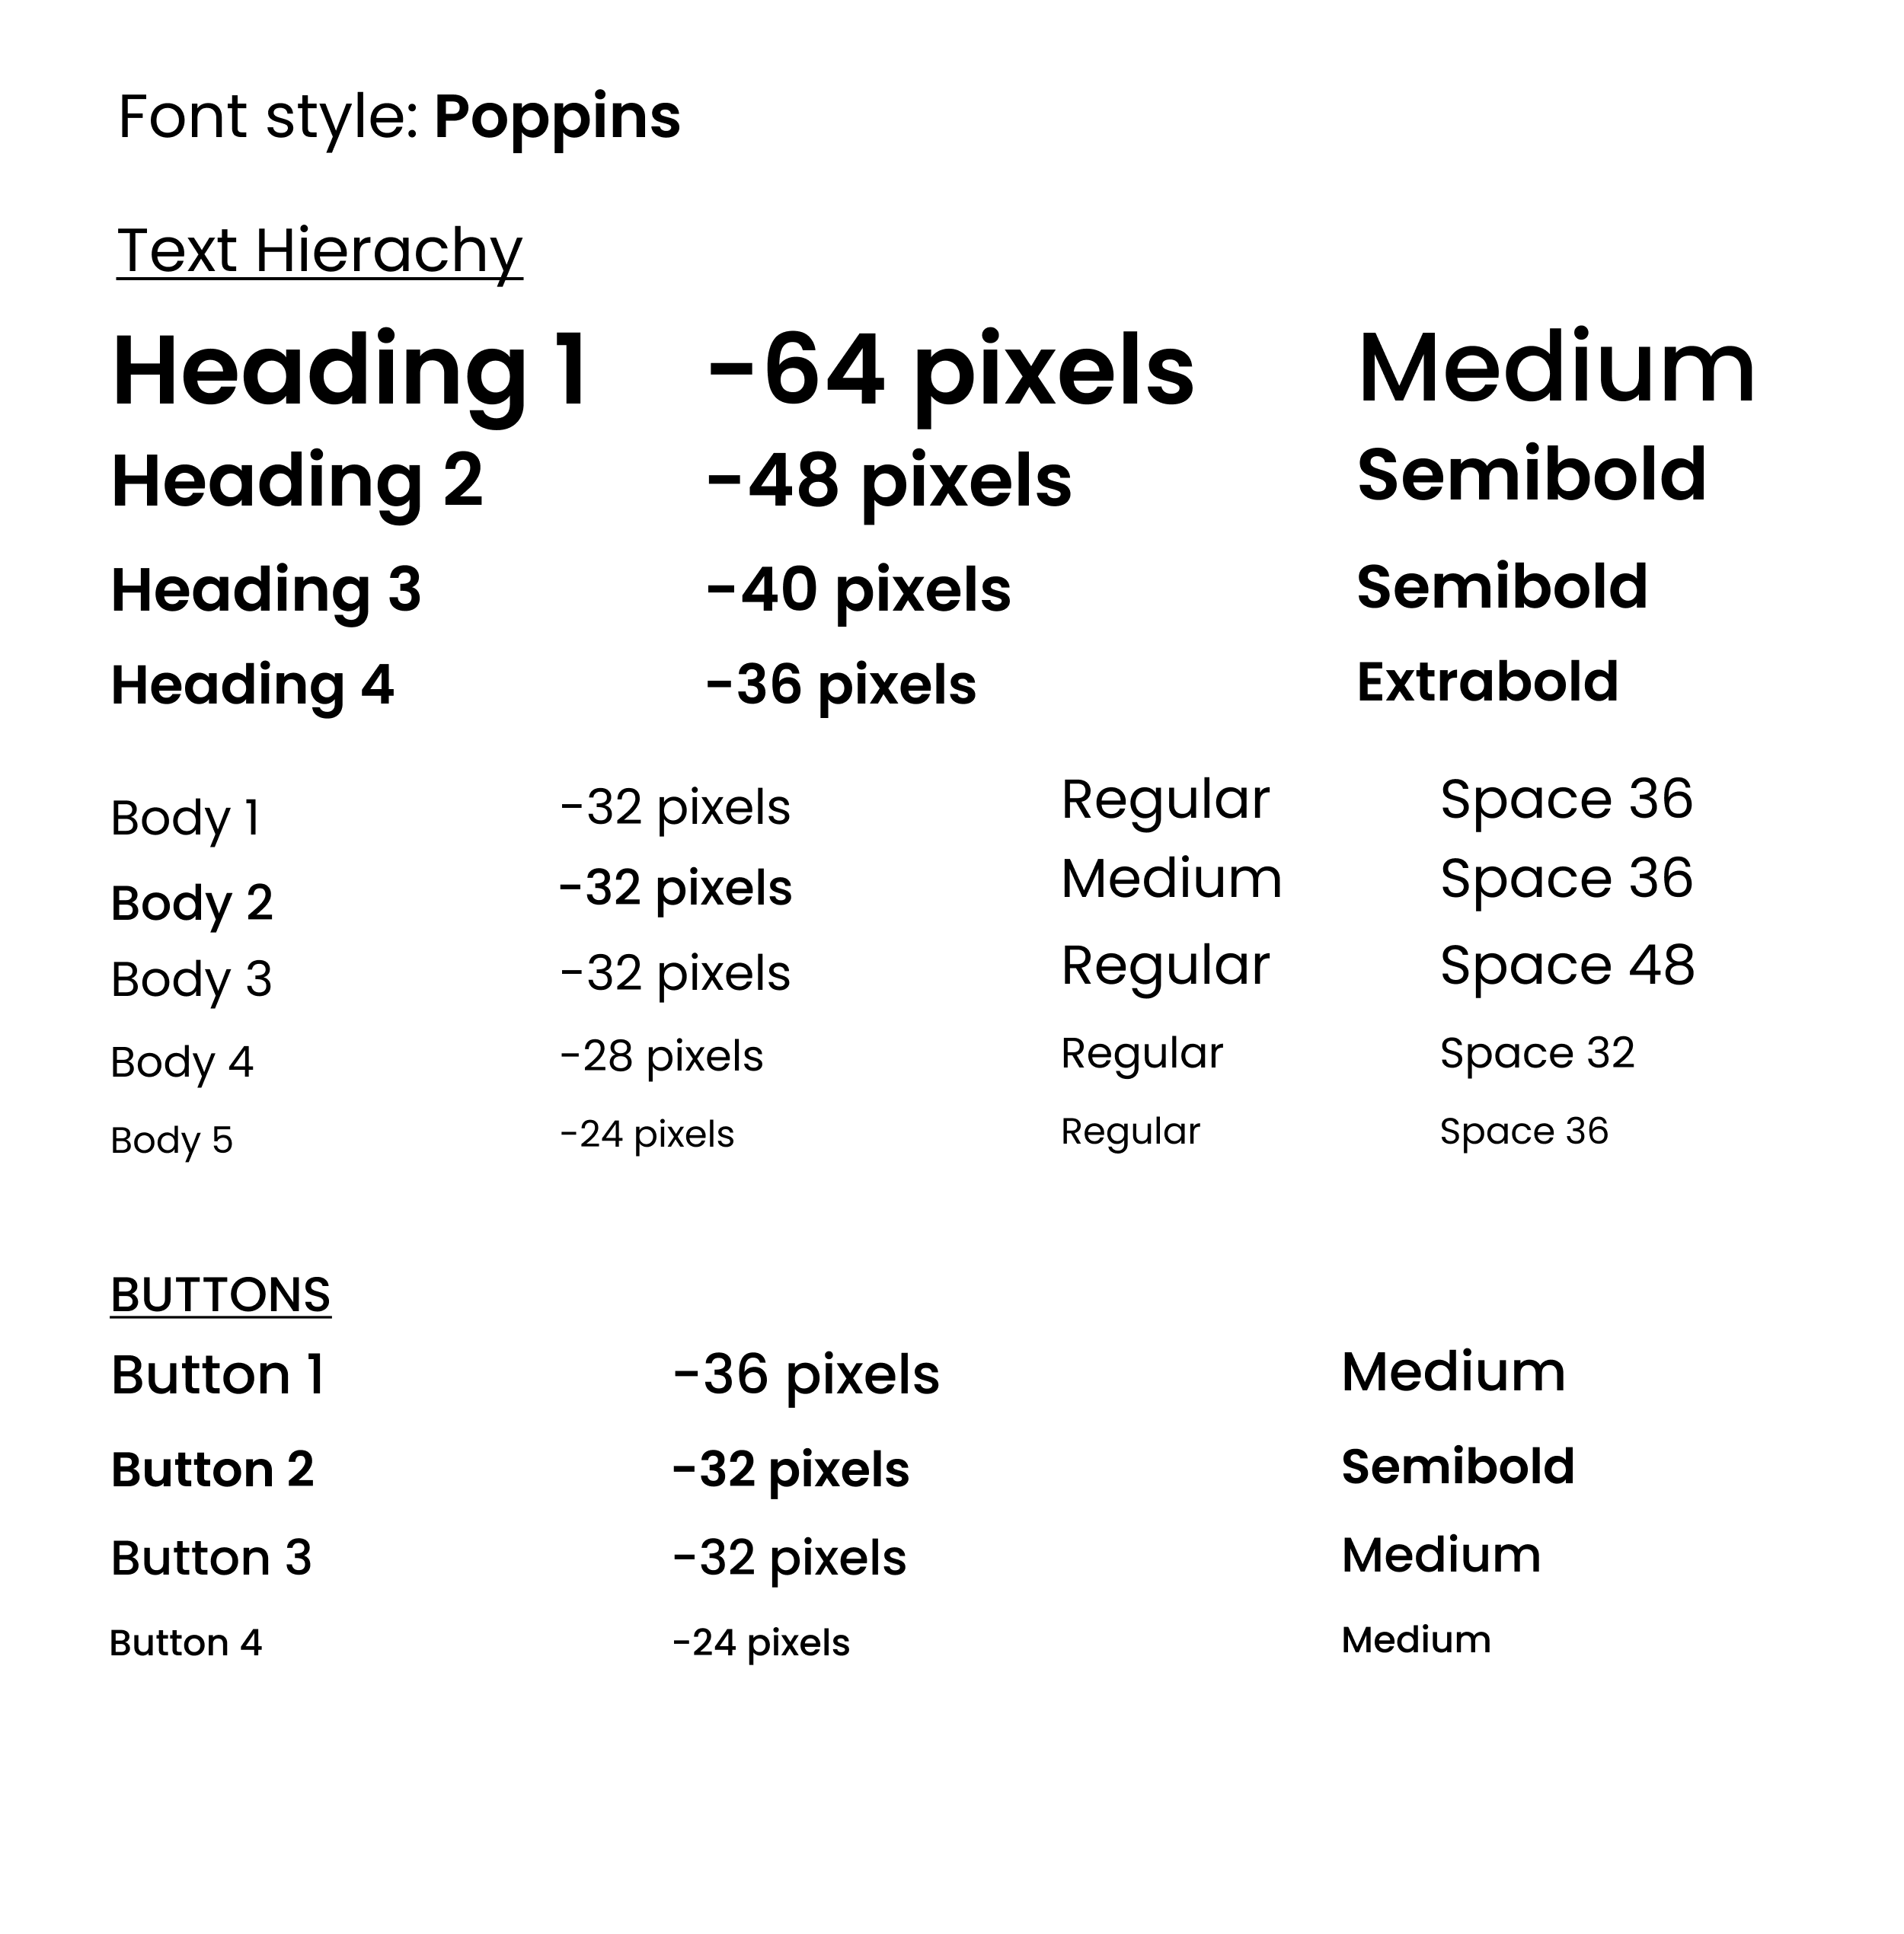 Font style: Poppins
Text Hierachy
Heading 1 -64 pixels Medium
Heading 2 -48 pixels Semibold
Heading 3 -40 pixels Semibold
Heading 4 -36 pixels Extrabold
Body 1 -32 pixels Regular Space 36
Body 2 -32 pixels Medium Space 36
Body 3 -32 pixels Regular Space 48
Body 4 -28 pixels Regular Space 32
Body 5 -24 pixels Regular Space 36
BUTTONS
Button 1 -36 pixels Medium
Button 2 -32 pixels Semibold
Button 3 -32 pixels Medium
Button 4 -24 pixels Medium